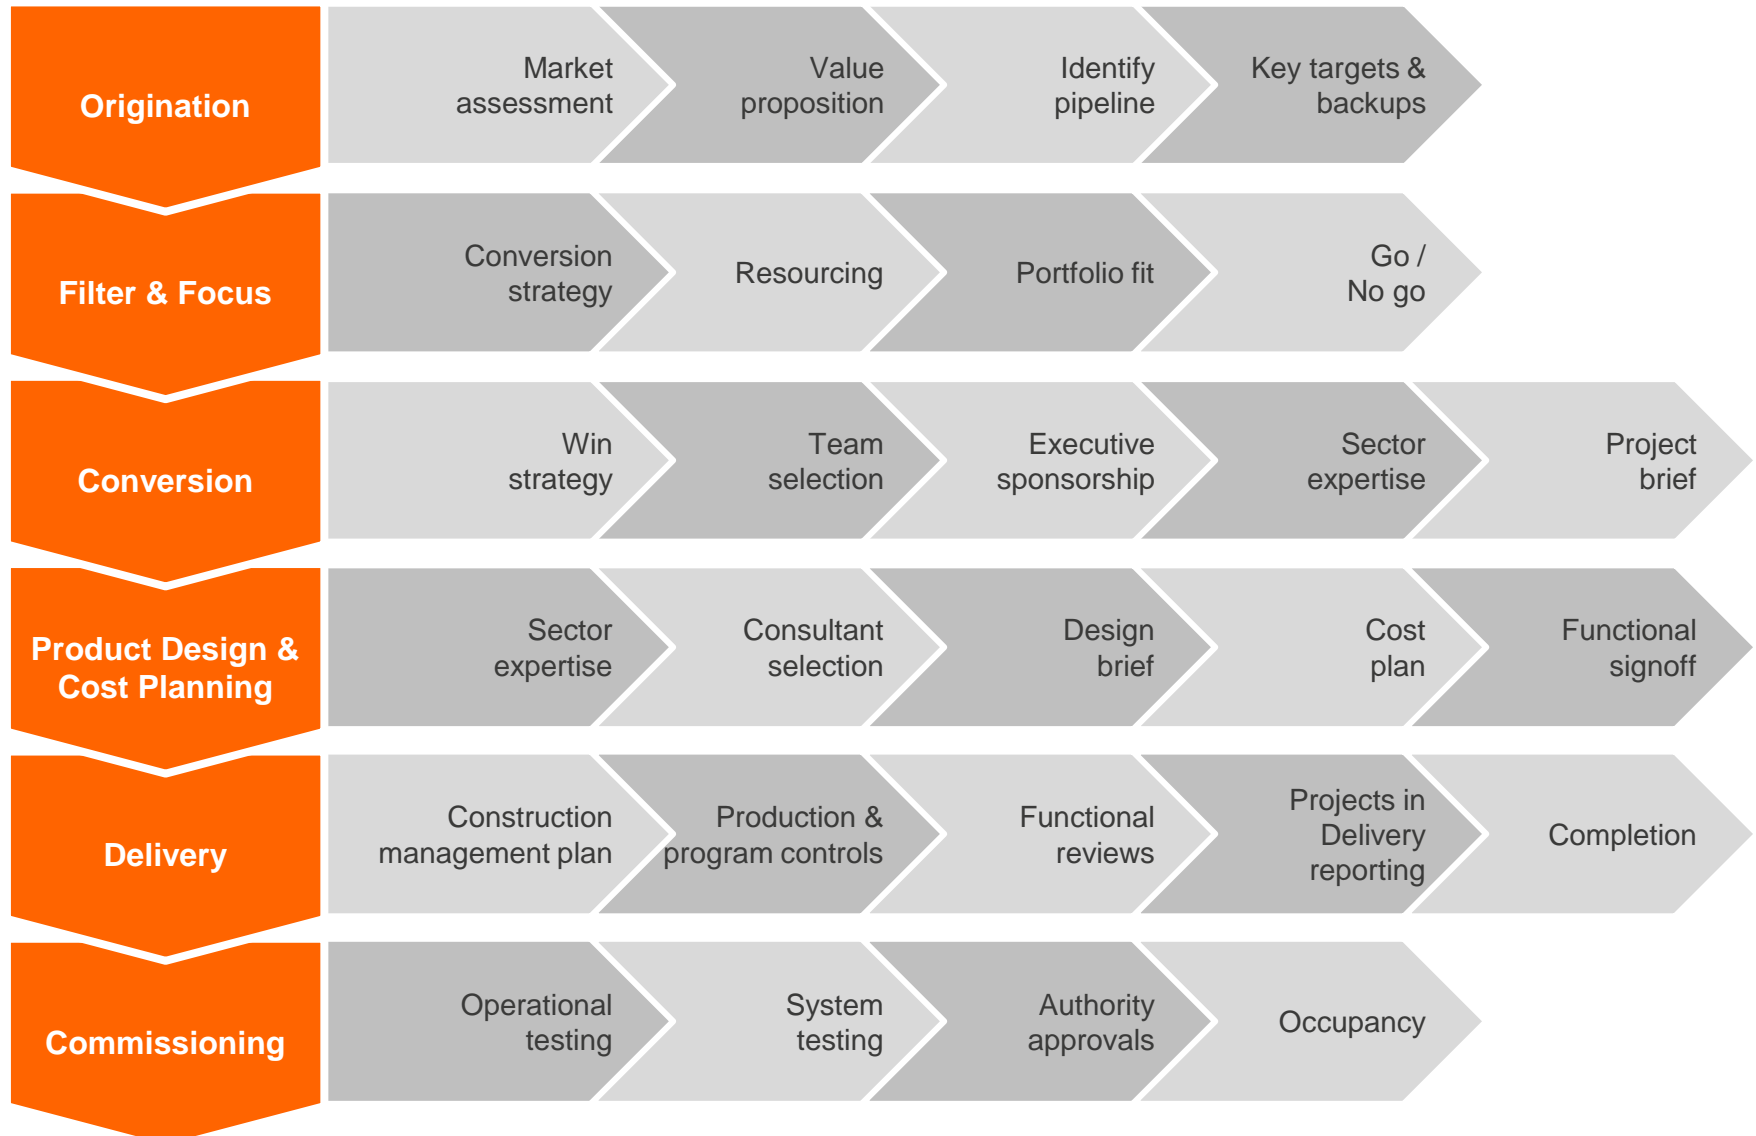 Origination
Market
assessment
Value
proposition
Identify
pipeline
Key targets &
backups
Filter & Focus
Conversion
strategy
Resourcing
Portfolio fit
Go /
No go
Conversion
Win
strategy
Team
selection
Executive
sponsorship
Sector
expertise
Project
brief
Product Design &
Cost Planning
Sector
expertise
Consultant
selection
Design
brief
Cost
plan
Functional
signoff
Delivery
Construction
management plan
Production &
program controls
Functional
reviews
Projects in
Delivery
reporting
Completion
Commissioning
Operational
testing
System
testing
Authority
approvals
Occupancy